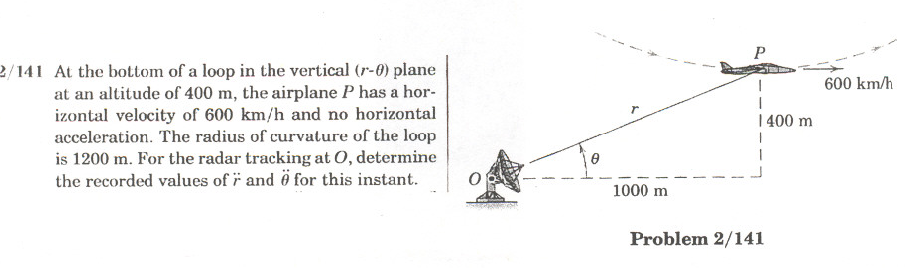 2/141 At the bottom of a loop in the vertical (r-θ) plane
at an altitude of 400 m, the airplane P has a hor-
izontal velocity of 600 km/h and no horizontal
acceleration. The radius of curvature of the loop
is 1200 m. For the radar tracking at O, determine
the recorded values of r̈ and θ̈ for this instant.
P
600 km/h
r
400 m
θ
O
1000 m
Problem 2/141